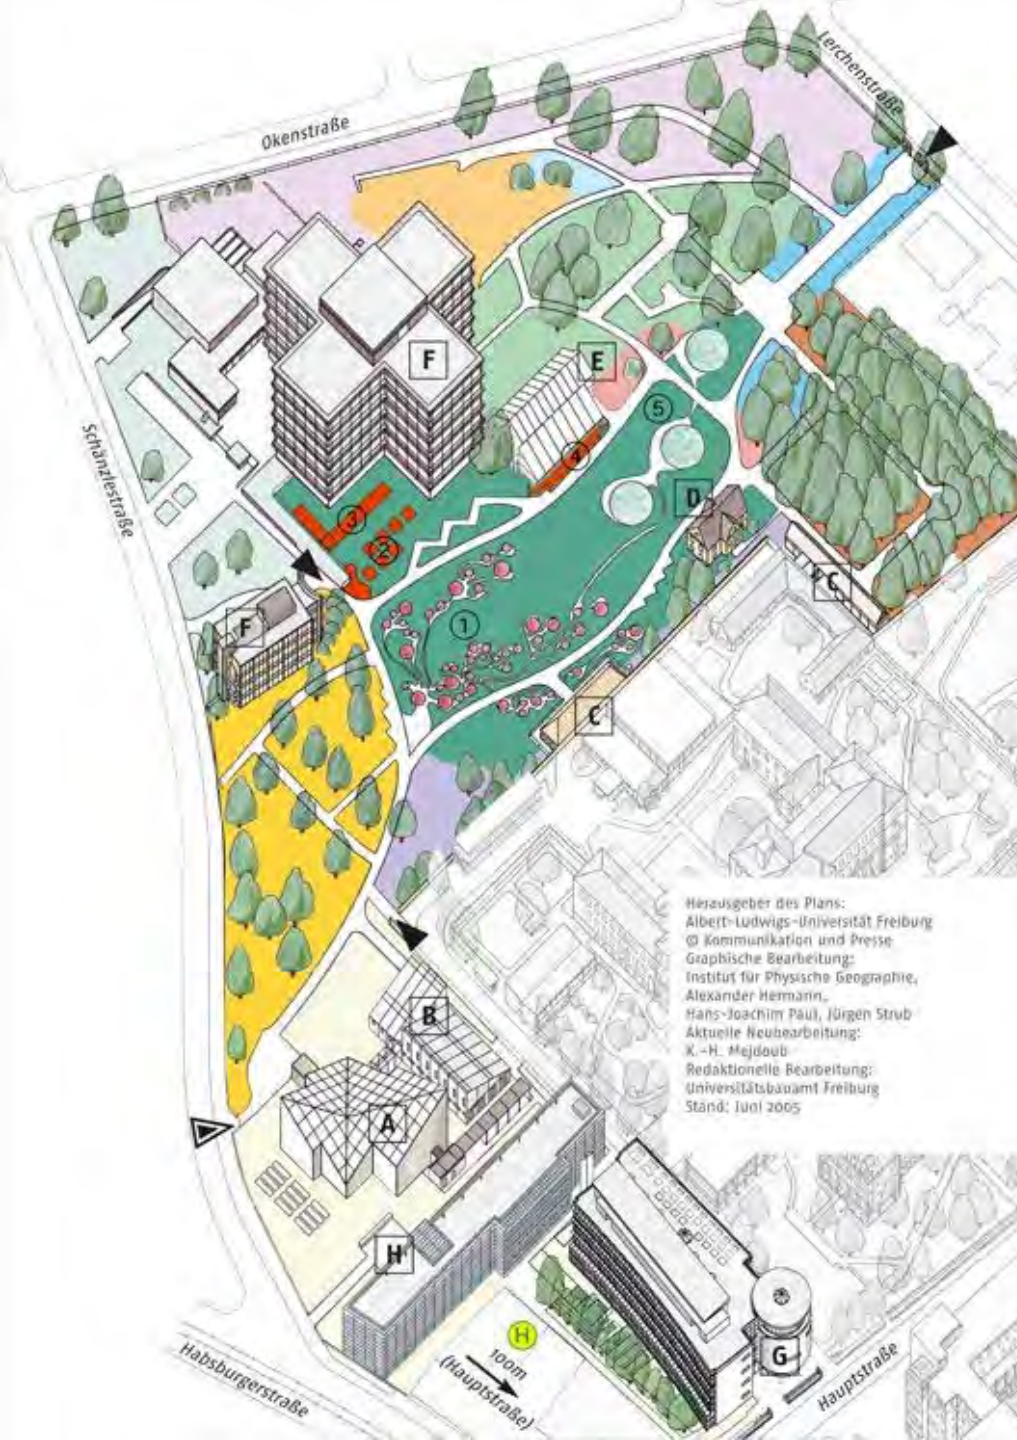 Lerchenstraße
Okenstraße
F
E
5
4
D
3
2
Schänzlestraße
C
F
1
C
Herausgeber des Plans:
Albert-Ludwigs-Universität Freiburg
© Kommunikation und Presse
Graphische Bearbeitung:
Institut für Physische Geographie,
Alexander Hermann,
Hans-Joachim Paul, Jürgen Strub
Aktuelle Neubearbeitung:
K.-H. Mejdoub
Redaktionelle Bearbeitung:
Universitätsbauamt Freiburg
Stand: Juni 2005
B
A
H
H
100m
(Hauptstraße)
G
Habsburgerstraße
Hauptstraße